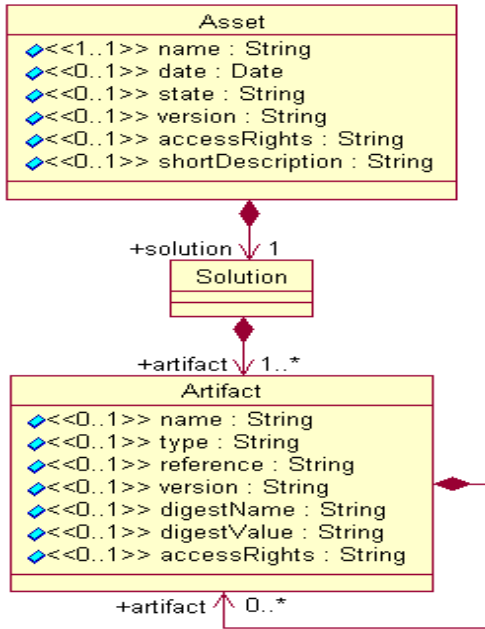 Asset
<<1..1>> name : String
<<0..1>> date : Date
<<0..1>> state : String
<<0..1>> version : String
<<0..1>> accessRights : String
<<0..1>> shortDescription : String
+solution 1
Solution
+artifact 1..*
Artifact
<<0..1>> name : String
<<0..1>> type : String
<<0..1>> reference : String
<<0..1>> version : String
<<0..1>> digestName : String
<<0..1>> digestValue : String
<<0..1>> accessRights : String
+artifact 0..*